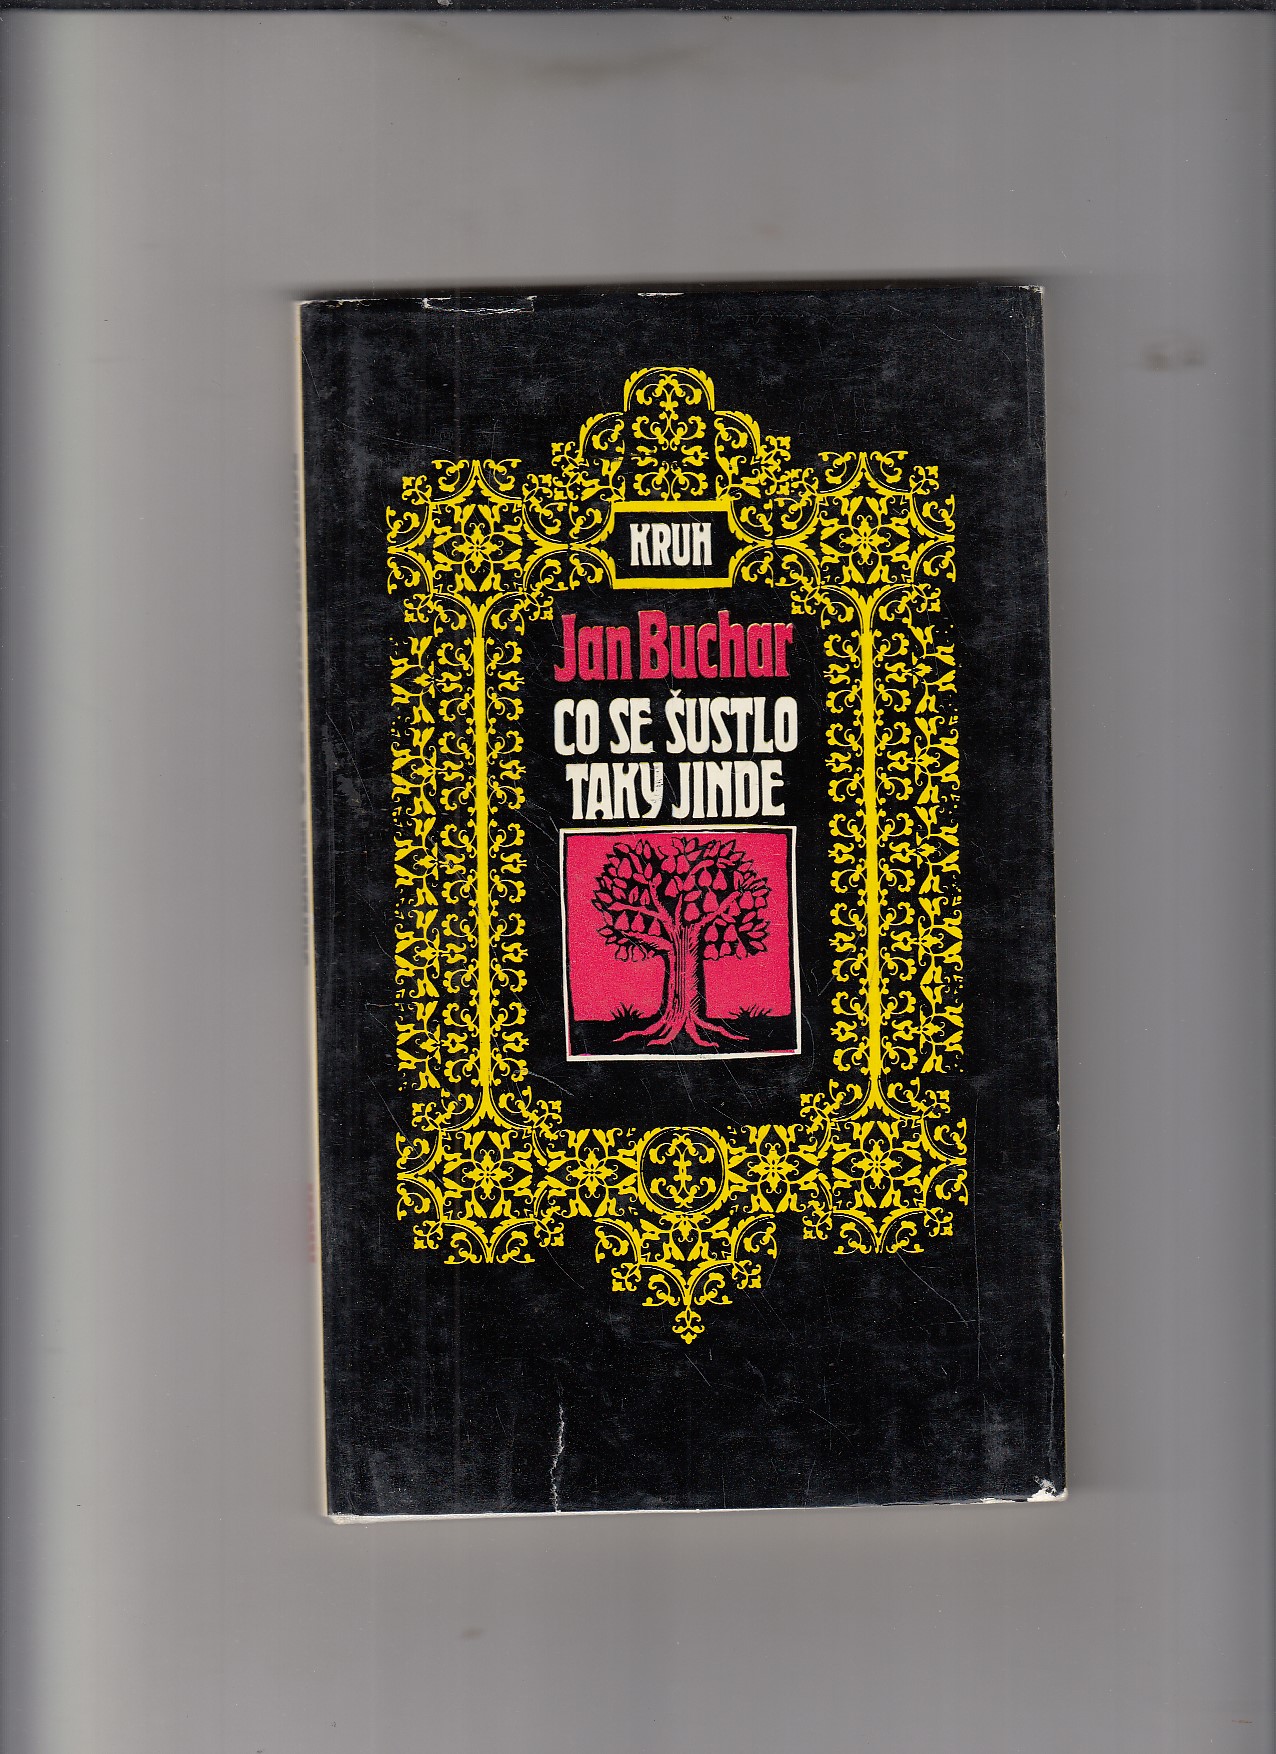 KRUH
Jan Buchar
CO SE ŠUSTLO
TAKY JINDE